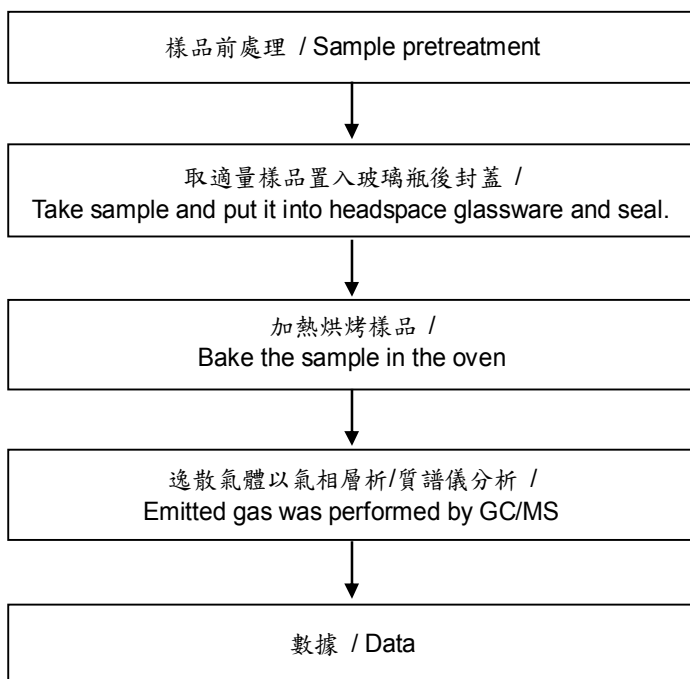 樣品前處理 / Sample pretreatment
取適量樣品置入玻璃瓶後封蓋 /
Take sample and put it into headspace glassware and seal.
加熱烘烤樣品 /
Bake the sample in the oven
逸散氣體以氣相層析/質譜儀分析 /
Emitted gas was performed by GC/MS
數據 / Data